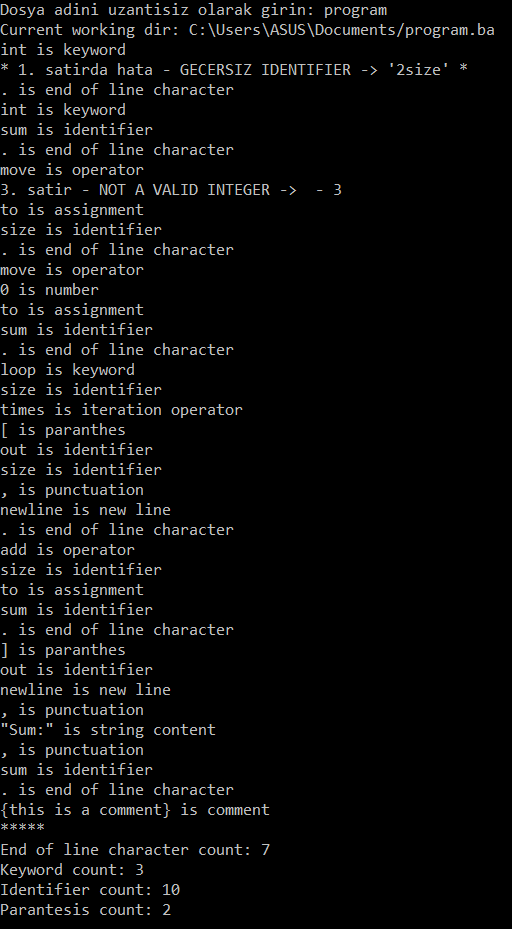 Dosya adini uzantisiz olarak girin: program
Current working dir: C:\Users\ASUS\Documents/program.ba
int is keyword
* 1. satirda hata - GECERSIZ IDENTIFIER -> '2size' *
. is end of line character
int is keyword
sum is identifier
. is end of line character
move is operator
3. satir - NOT A VALID INTEGER ->  - 3
to is assignment
size is identifier
. is end of line character
move is operator
0 is number
to is assignment
sum is identifier
. is end of line character
loop is keyword
size is identifier
times is iteration operator
[ is paranthes
out is identifier
size is identifier
, is punctuation
newline is new line
. is end of line character
add is operator
size is identifier
to is assignment
sum is identifier
. is end of line character
] is paranthes
out is identifier
newline is new line
, is punctuation
"Sum:" is string content
, is punctuation
sum is identifier
. is end of line character
{this is a comment} is comment
*****
End of line character count: 7
Keyword count: 3
Identifier count: 10
Parantesis count: 2